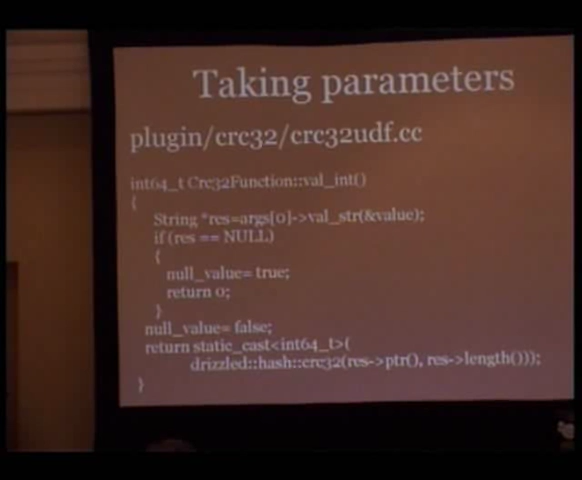 Taking parameters
plugin/crc32/crc32udf.cc
int64_t Crc32Function::val_int()
{
String *res=args[0]->val_str(&value);
if (res == NULL)
{
null_value= true;
return 0;
}
null_value= false;
return static_cast<int64_t>(
drizzled::hash::crc32(res->ptr(), res->length()));
}